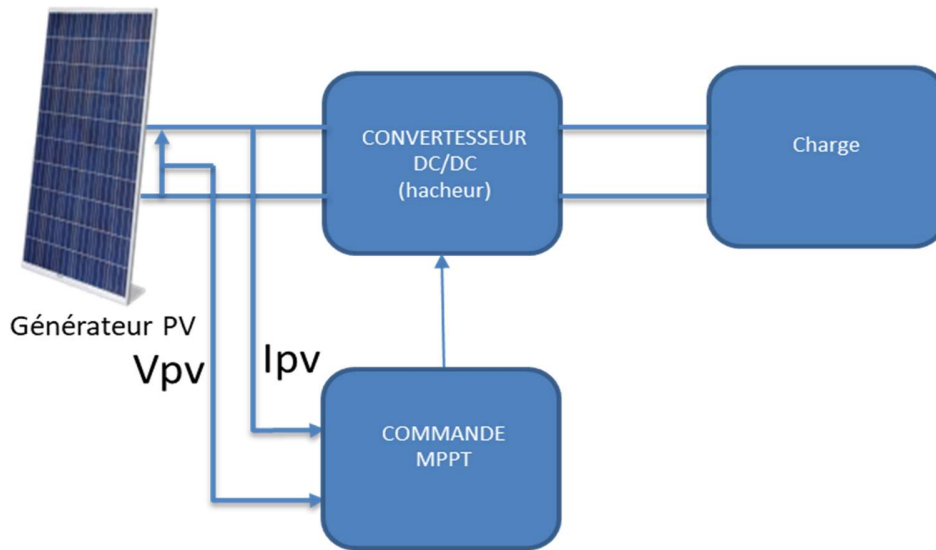 CONVERTESSEUR
DC/DC
(hacheur)
Charge
Générateur PV
Vpv
Ipv
COMMANDE
MPPT